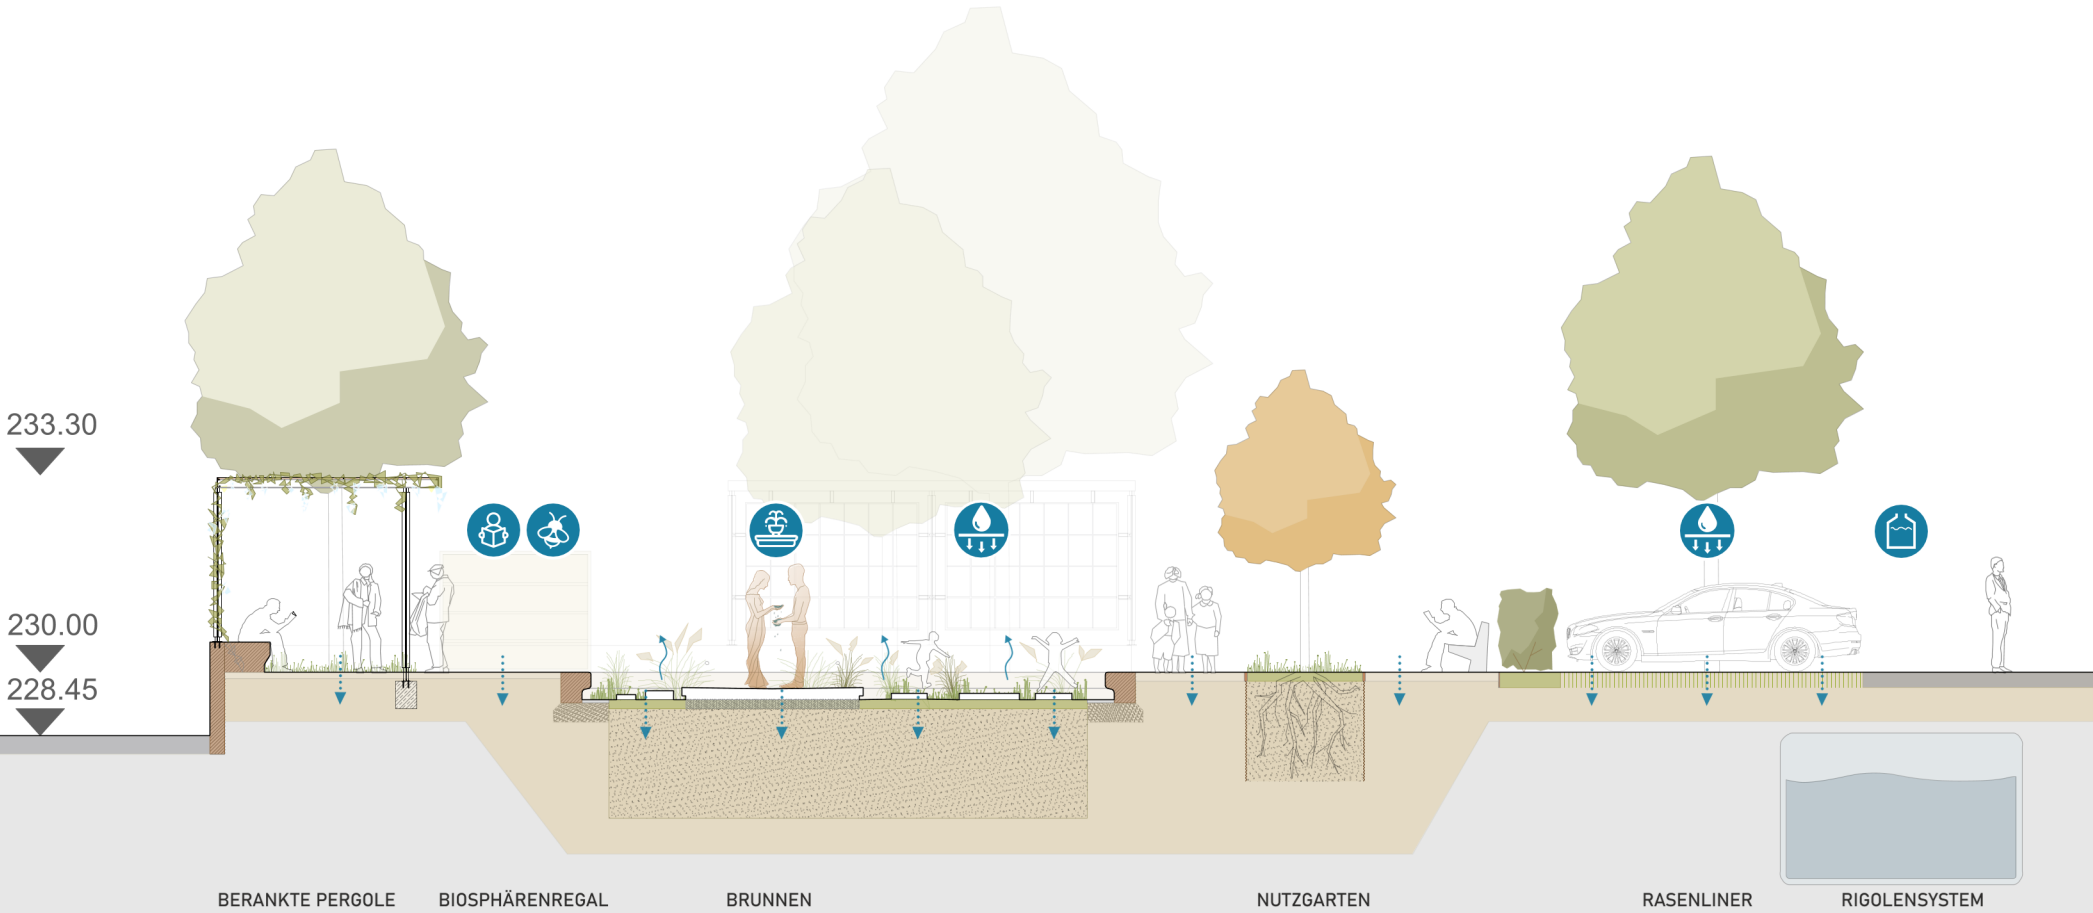 233.30
230.00
228.45
BERANKTE PERGOLE
BIOSPHÄRENREGAL
BRUNNEN
NUTZGARTEN
RASENLINER
RIGOLENSYSTEM